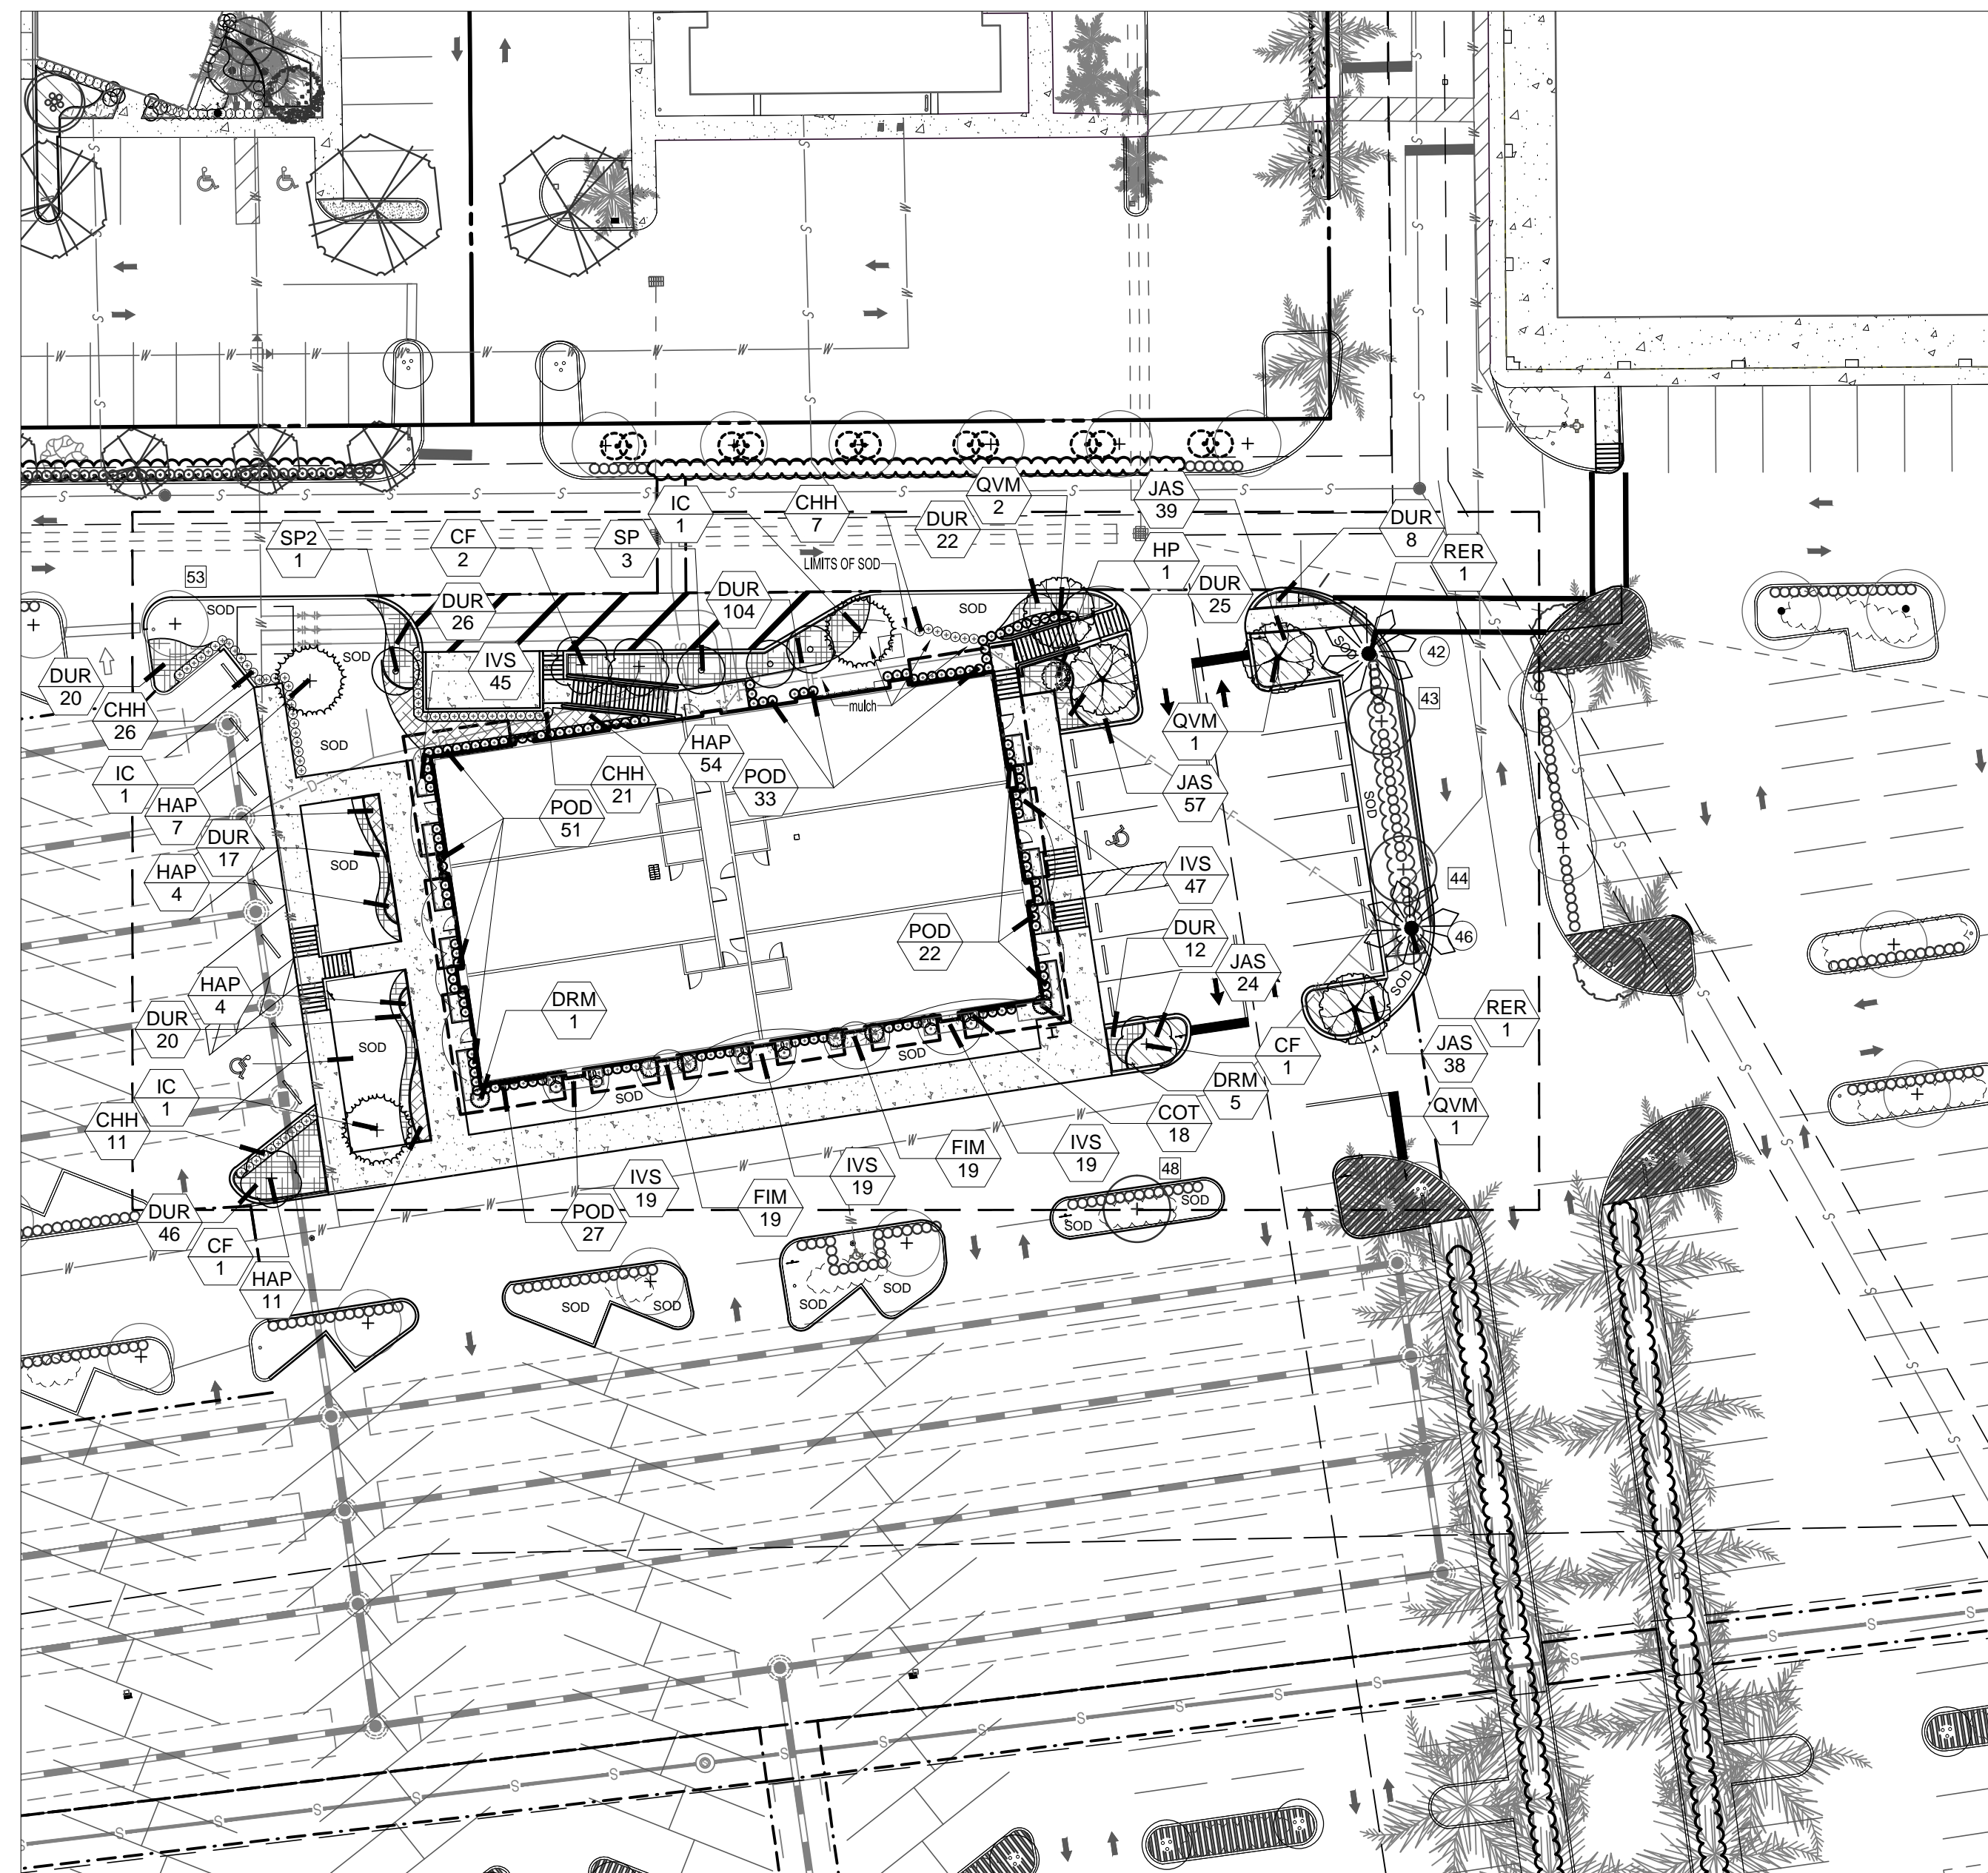 QVM
2
JAS
39
IC
1
CHH
7
DUR
22
DUR
8
SP2
1
CF
2
SP
3
HP
1
RER
1
LIMITS OF SOD
53
SOD
DUR
26
DUR
104
SOD
DUR
25
SOD
42
SOD
IVS
45
DUR
20
43
CHH
26
mulch
QVM
1
SOD
HAP
54
IC
1
CHH
21
POD
33
JAS
57
HAP
7
POD
51
SOD
DUR
17
HAP
4
SOD
IVS
47
44
POD
22
DUR
12
46
JAS
24
SOD
HAP
4
DRM
1
DUR
20
RER
1
SOD
CF
1
JAS
38
SOD
IC
1
SOD
DRM
5
CHH
11
COT
18
QVM
1
FIM
19
IVS
19
IVS
19
IVS
19
48
FIM
19
POD
27
DUR
46
SOD
SOD
CF
1
HAP
11
SOD
SOD
SOD
SOD